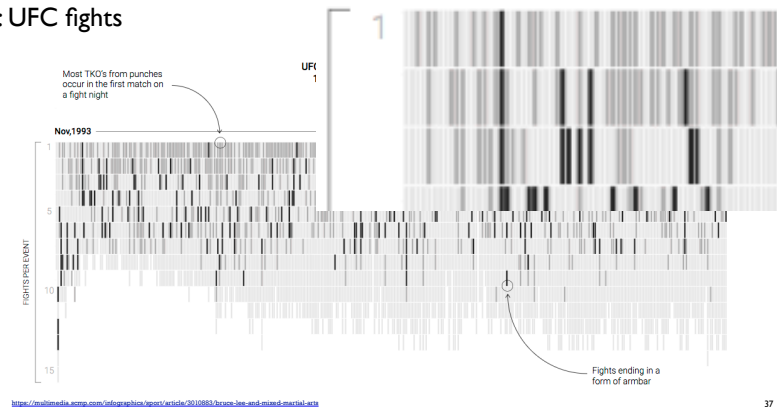 : UFC fights
UFC
1
1
Most TKO's from punches
occur in the first match on
a fight night
Nov,1993
1
5
10
15
FIGHTS PER EVENT
Fights ending in a
form of armbar
https://multimedia.scmp.com/infographics/sport/article/3010883/bruce-lee-and-mixed-martial-arts
37